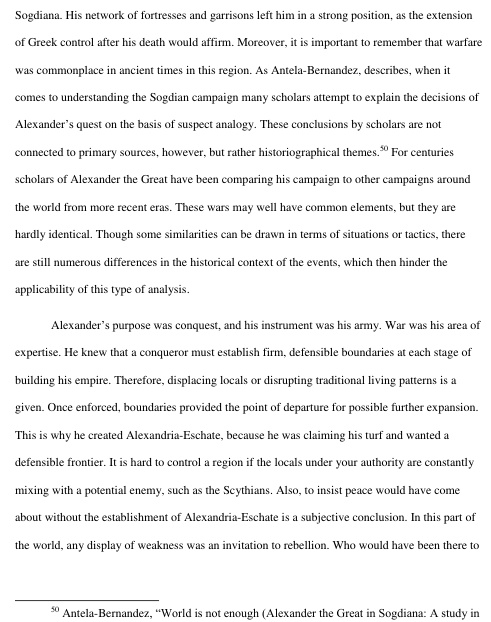 Sogdiana. His network of fortresses and garrisons left him in a strong position, as the extension
of Greek control after his death would affirm. Moreover, it is important to remember that warfare
was commonplace in ancient times in this region. As Antela-Bernandez, describes, when it
comes to understanding the Sogdian campaign many scholars attempt to explain the decisions of
Alexander’s quest on the basis of suspect analogy. These conclusions by scholars are not
connected to primary sources, however, but rather historiographical themes.50 For centuries
scholars of Alexander the Great have been comparing his campaign to other campaigns around
the world from more recent eras. These wars may well have common elements, but they are
hardly identical. Though some similarities can be drawn in terms of situations or tactics, there
are still numerous differences in the historical context of the events, which then hinder the
applicability of this type of analysis.
Alexander’s purpose was conquest, and his instrument was his army. War was his area of
expertise. He knew that a conqueror must establish firm, defensible boundaries at each stage of
building his empire. Therefore, displacing locals or disrupting traditional living patterns is a
given. Once enforced, boundaries provided the point of departure for possible further expansion.
This is why he created Alexandria-Eschate, because he was claiming his turf and wanted a
defensible frontier. It is hard to control a region if the locals under your authority are constantly
mixing with a potential enemy, such as the Scythians. Also, to insist peace would have come
about without the establishment of Alexandria-Eschate is a subjective conclusion. In this part of
the world, any display of weakness was an invitation to rebellion. Who would have been there to
50 Antela-Bernandez, “World is not enough (Alexander the Great in Sogdiana: A study in